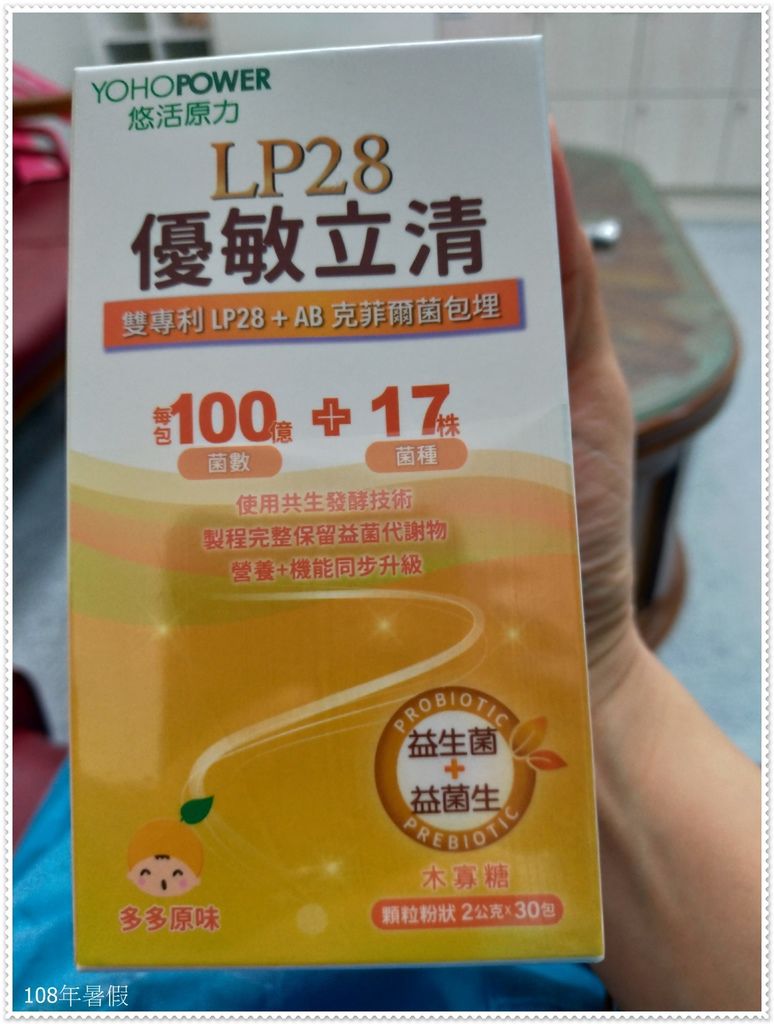 YOHOPOWER
悠活原力
LP28
優敏立清
雙專利 LP28 + AB 克菲爾菌包埋
每包100億 + 17株
菌數 菌種
使用共生發酵技術
製程完整保留益菌代謝物
營養+機能同步升級
PROBIOTIC
益生菌
+
益菌生
PREBIOTIC
木寡糖
多多原味
顆粒粉狀 2公克×30包
108年暑假